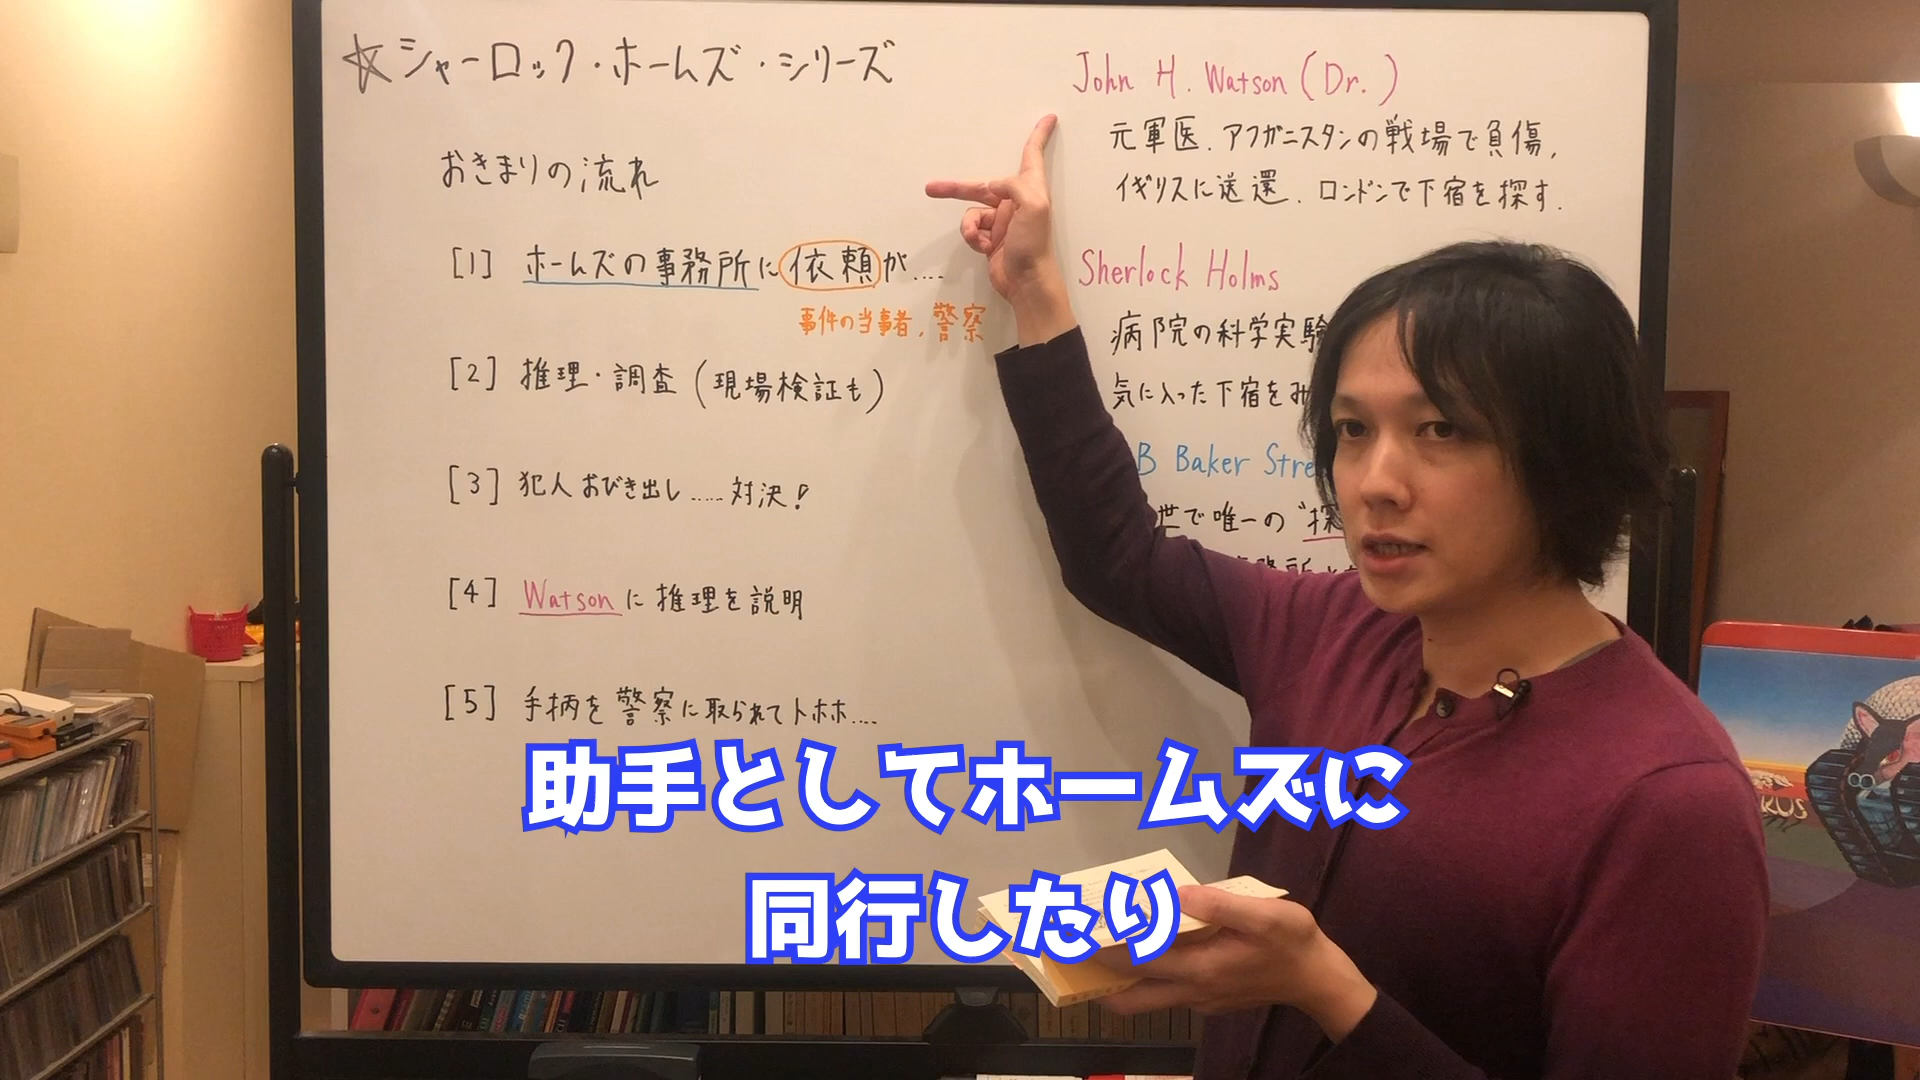 ☆シャーロック・ホームズ・シリーズ
おきまりの流れ
[1] ホームズの事務所に依頼が....
事件の当事者, 警察
[2] 推理・調査 (現場検証も)
[3] 犯人おびき出し......対決!
[4] Watsonに推理を説明
[5] 手柄を警察に取られてトホホ....
John H. Watson (Dr.)
元軍医. アフガニスタンの戦場で負傷,
イギリスに送還. ロンドンで下宿を探す.
Sherlock Holms
病院の科学実験
気に入った下宿をみ
B Baker Stre
世で唯一の"探
助手としてホームズに
同行したり